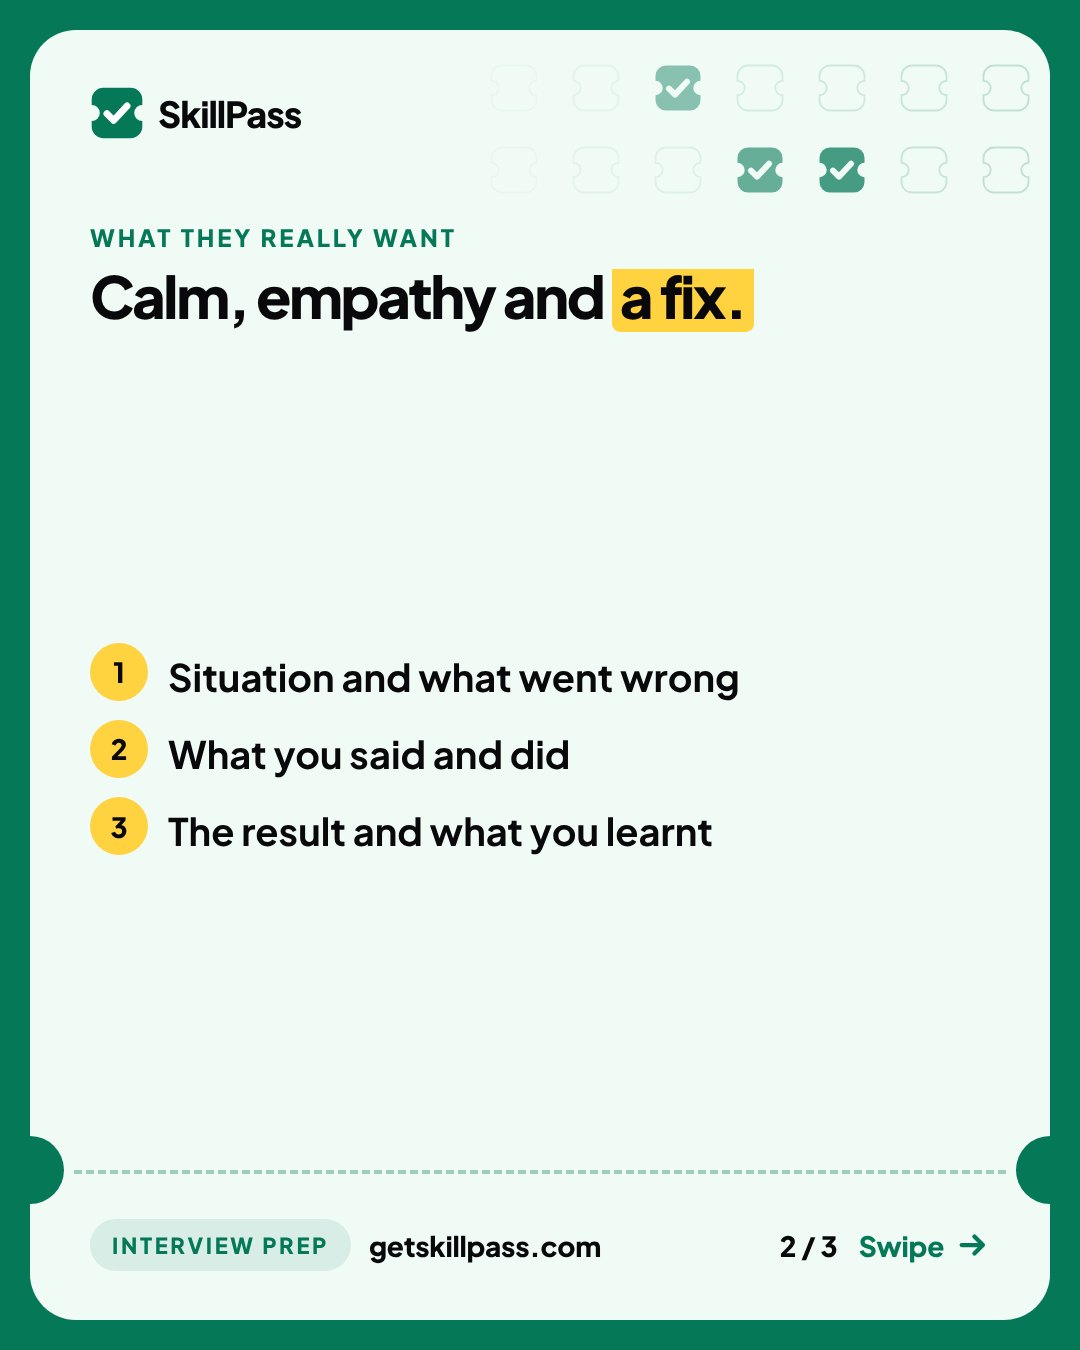 SkillPass
WHAT THEY REALLY WANT
Calm, empathy and a fix.
1 Situation and what went wrong
2 What you said and did
3 The result and what you learnt
INTERVIEW PREP getskillpass.com 2 / 3 Swipe →